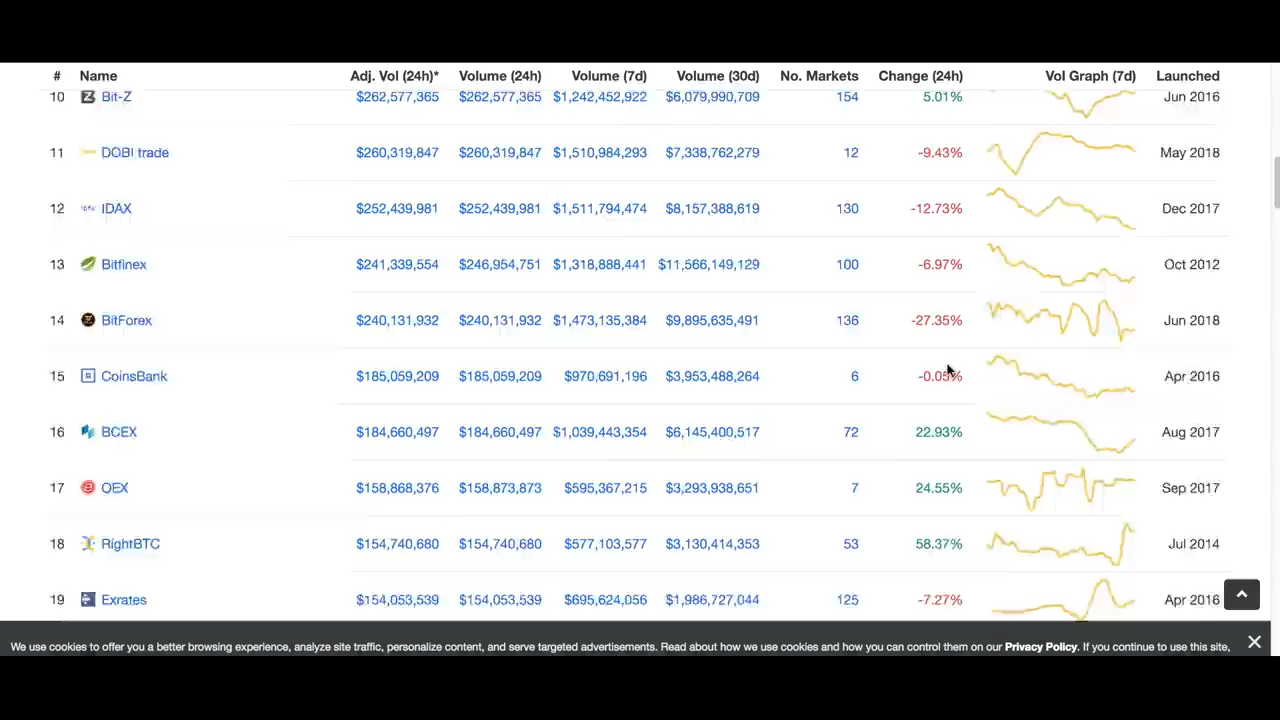 # Name Adj. Vol (24h)* Volume (24h) Volume (7d) Volume (30d) No. Markets Change (24h) Vol Graph (7d) Launched
10 Bit-Z $262,577,365 $262,577,365 $1,242,452,922 $6,079,990,709 154 5.01% Jun 2016
11 DOBI trade $260,319,847 $260,319,847 $1,510,984,293 $7,338,762,279 12 -9.43% May 2018
12 IDAX $252,439,981 $252,439,981 $1,511,794,474 $8,157,388,619 130 -12.73% Dec 2017
13 Bitfinex $241,339,554 $246,954,751 $1,318,888,441 $11,566,149,129 100 -6.97% Oct 2012
14 BitForex $240,131,932 $240,131,932 $1,473,135,384 $9,895,635,491 136 -27.35% Jun 2018
15 CoinsBank $185,059,209 $185,059,209 $970,691,196 $3,953,488,264 6 -0.05% Apr 2016
16 BCEX $184,660,497 $184,660,497 $1,039,443,354 $6,145,400,517 72 22.93% Aug 2017
17 OEX $158,868,376 $158,873,873 $595,367,215 $3,293,938,651 7 24.55% Sep 2017
18 RightBTC $154,740,680 $154,740,680 $577,103,577 $3,130,414,353 53 58.37% Jul 2014
19 Exrates $154,053,539 $154,053,539 $695,624,056 $1,986,727,044 125 -7.27% Apr 2016
We use cookies to offer you a better browsing experience, analyze site traffic, personalize content, and serve targeted advertisements. Read about how we use cookies and how you can control them on our Privacy Policy. If you continue to use this site,